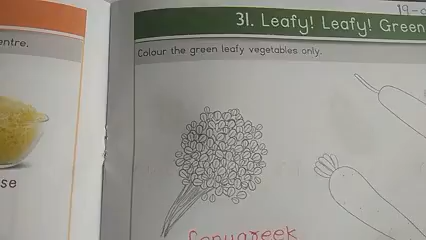 entre.
se
19-
31. Leafy! Leafy! Green
Colour the green leafy vegetables only.